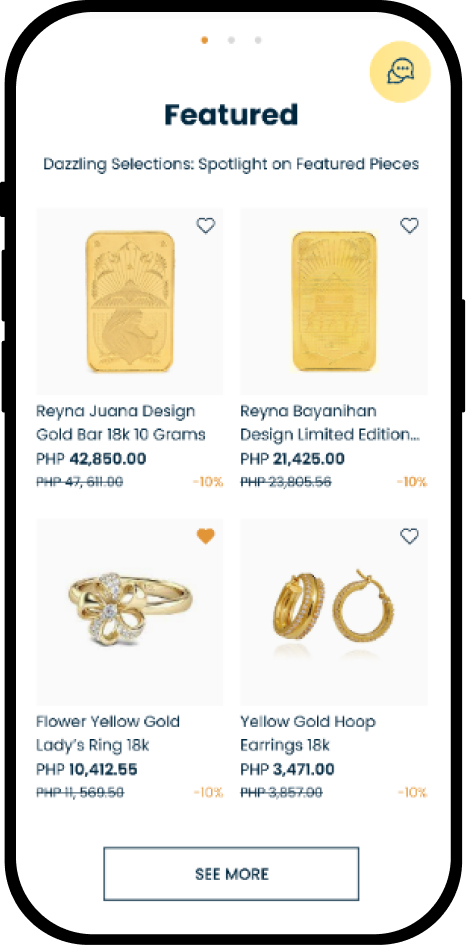 Featured
Dazzling Selections: Spotlight on Featured Pieces
Reyna Juana Design
Gold Bar 18k 10 Grams
PHP 42,850.00
PHP 47, 611.00 -10%
Reyna Bayanihan
Design Limited Edition...
PHP 21,425.00
PHP 23,805.56 -10%
Flower Yellow Gold
Lady's Ring 18k
PHP 10,412.55
PHP 11, 569.50 -10%
Yellow Gold Hoop
Earrings 18k
PHP 3,471.00
PHP 3,857.00 -10%
SEE MORE